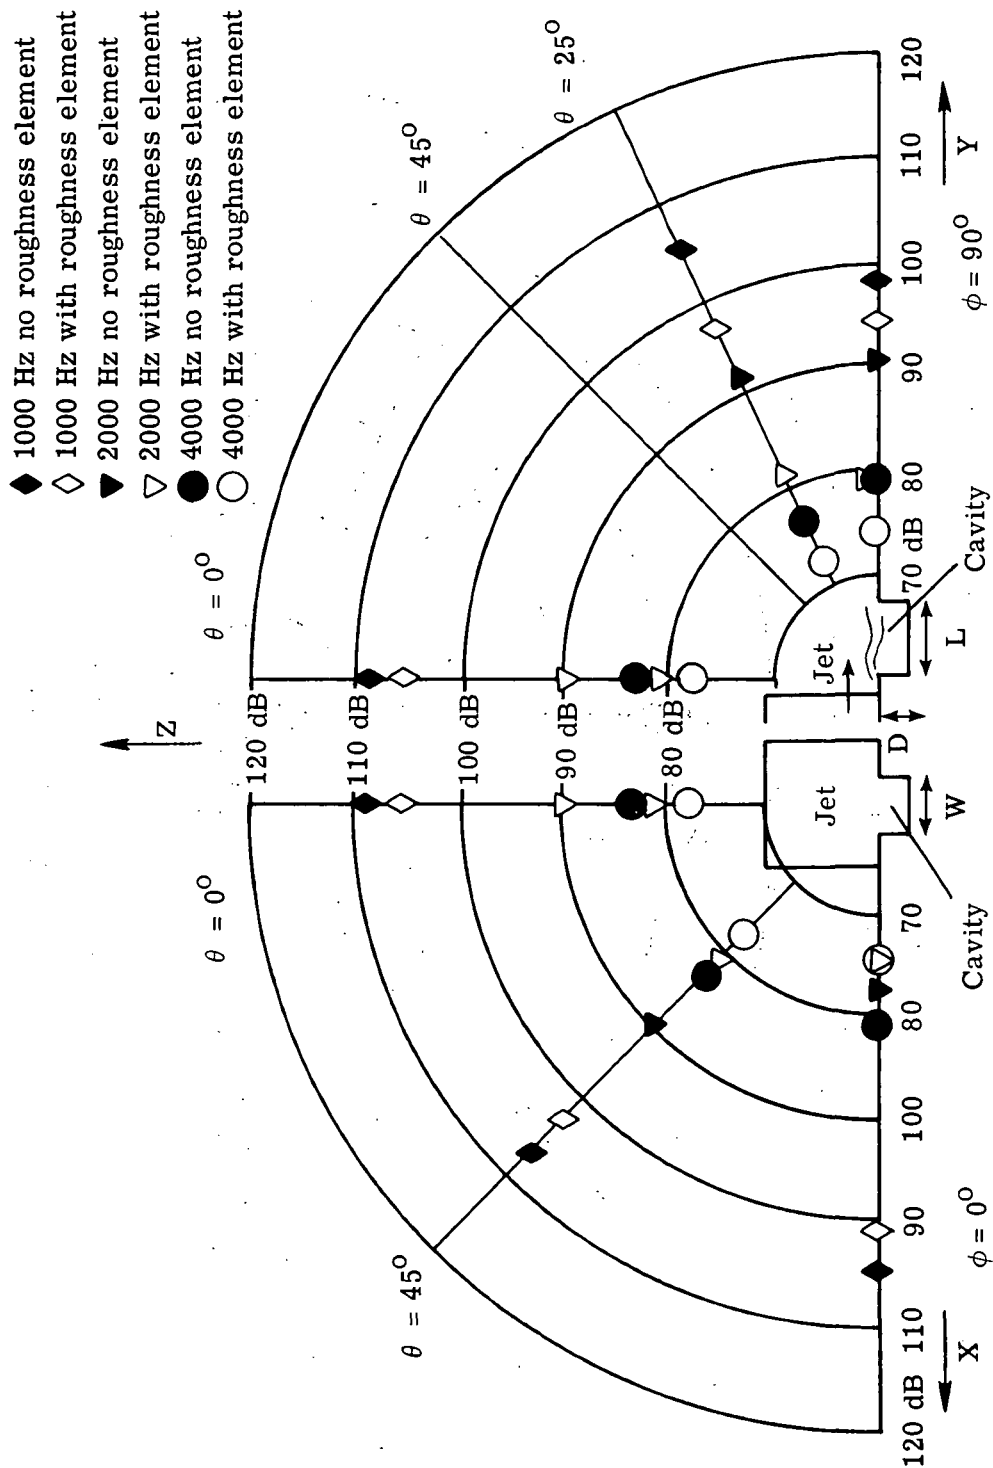 ◆ 1000 Hz no roughness element
◇ 1000 Hz with roughness element
▼ 2000 Hz no roughness element
▽ 2000 Hz with roughness element
● 4000 Hz no roughness element
○ 4000 Hz with roughness element
Z
θ = 0°
θ = 0°
θ = 45°
θ = 45°
θ = 25°
120 dB
110 dB
100 dB
90 dB
80 dB
Jet
Jet
120 dB
110
90
100
80
70
D
70 dB
80
90
100
110
120
X
φ = 0°
Cavity
W
L
Cavity
φ = 90°
Y